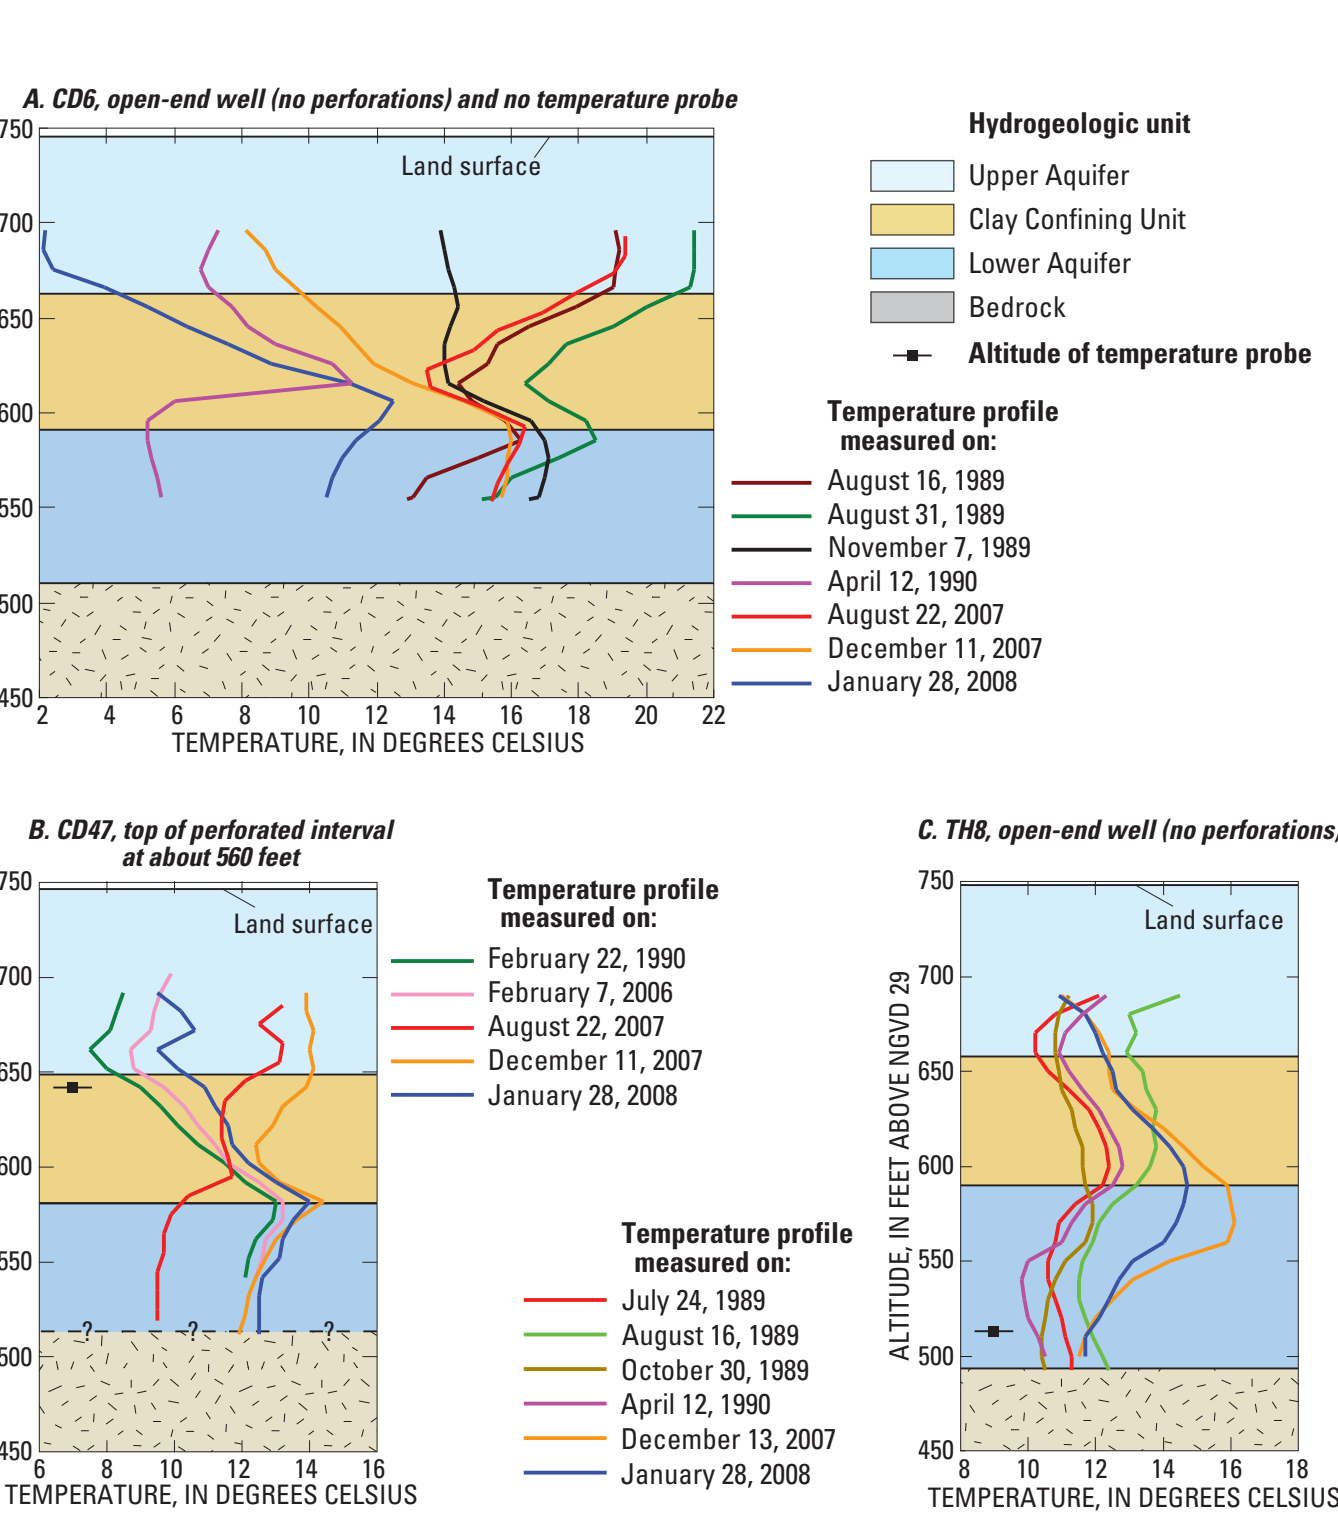 A. CD6, open-end well (no perforations) and no temperature probe
750
700
650
600
550
500
450
Land surface
2 4 6 8 10 12 14 16 18 20 22
TEMPERATURE, IN DEGREES CELSIUS
Hydrogeologic unit
Upper Aquifer
Clay Confining Unit
Lower Aquifer
Bedrock
Altitude of temperature probe
Temperature profile
measured on:
August 16, 1989
August 31, 1989
November 7, 1989
April 12, 1990
August 22, 2007
December 11, 2007
January 28, 2008
B. CD47, top of perforated interval
at about 560 feet
750
700
650
600
550
500
450
Land surface
? ? ?
6 8 10 12 14 16
TEMPERATURE, IN DEGREES CELSIUS
Temperature profile
measured on:
February 22, 1990
February 7, 2006
August 22, 2007
December 11, 2007
January 28, 2008
Temperature profile
measured on:
July 24, 1989
August 16, 1989
October 30, 1989
April 12, 1990
December 13, 2007
January 28, 2008
C. TH8, open-end well (no perforations)
ALTITUDE, IN FEET ABOVE NGVD 29
750
700
650
600
550
500
450
Land surface
8 10 12 14 16 18
TEMPERATURE, IN DEGREES CELSIUS